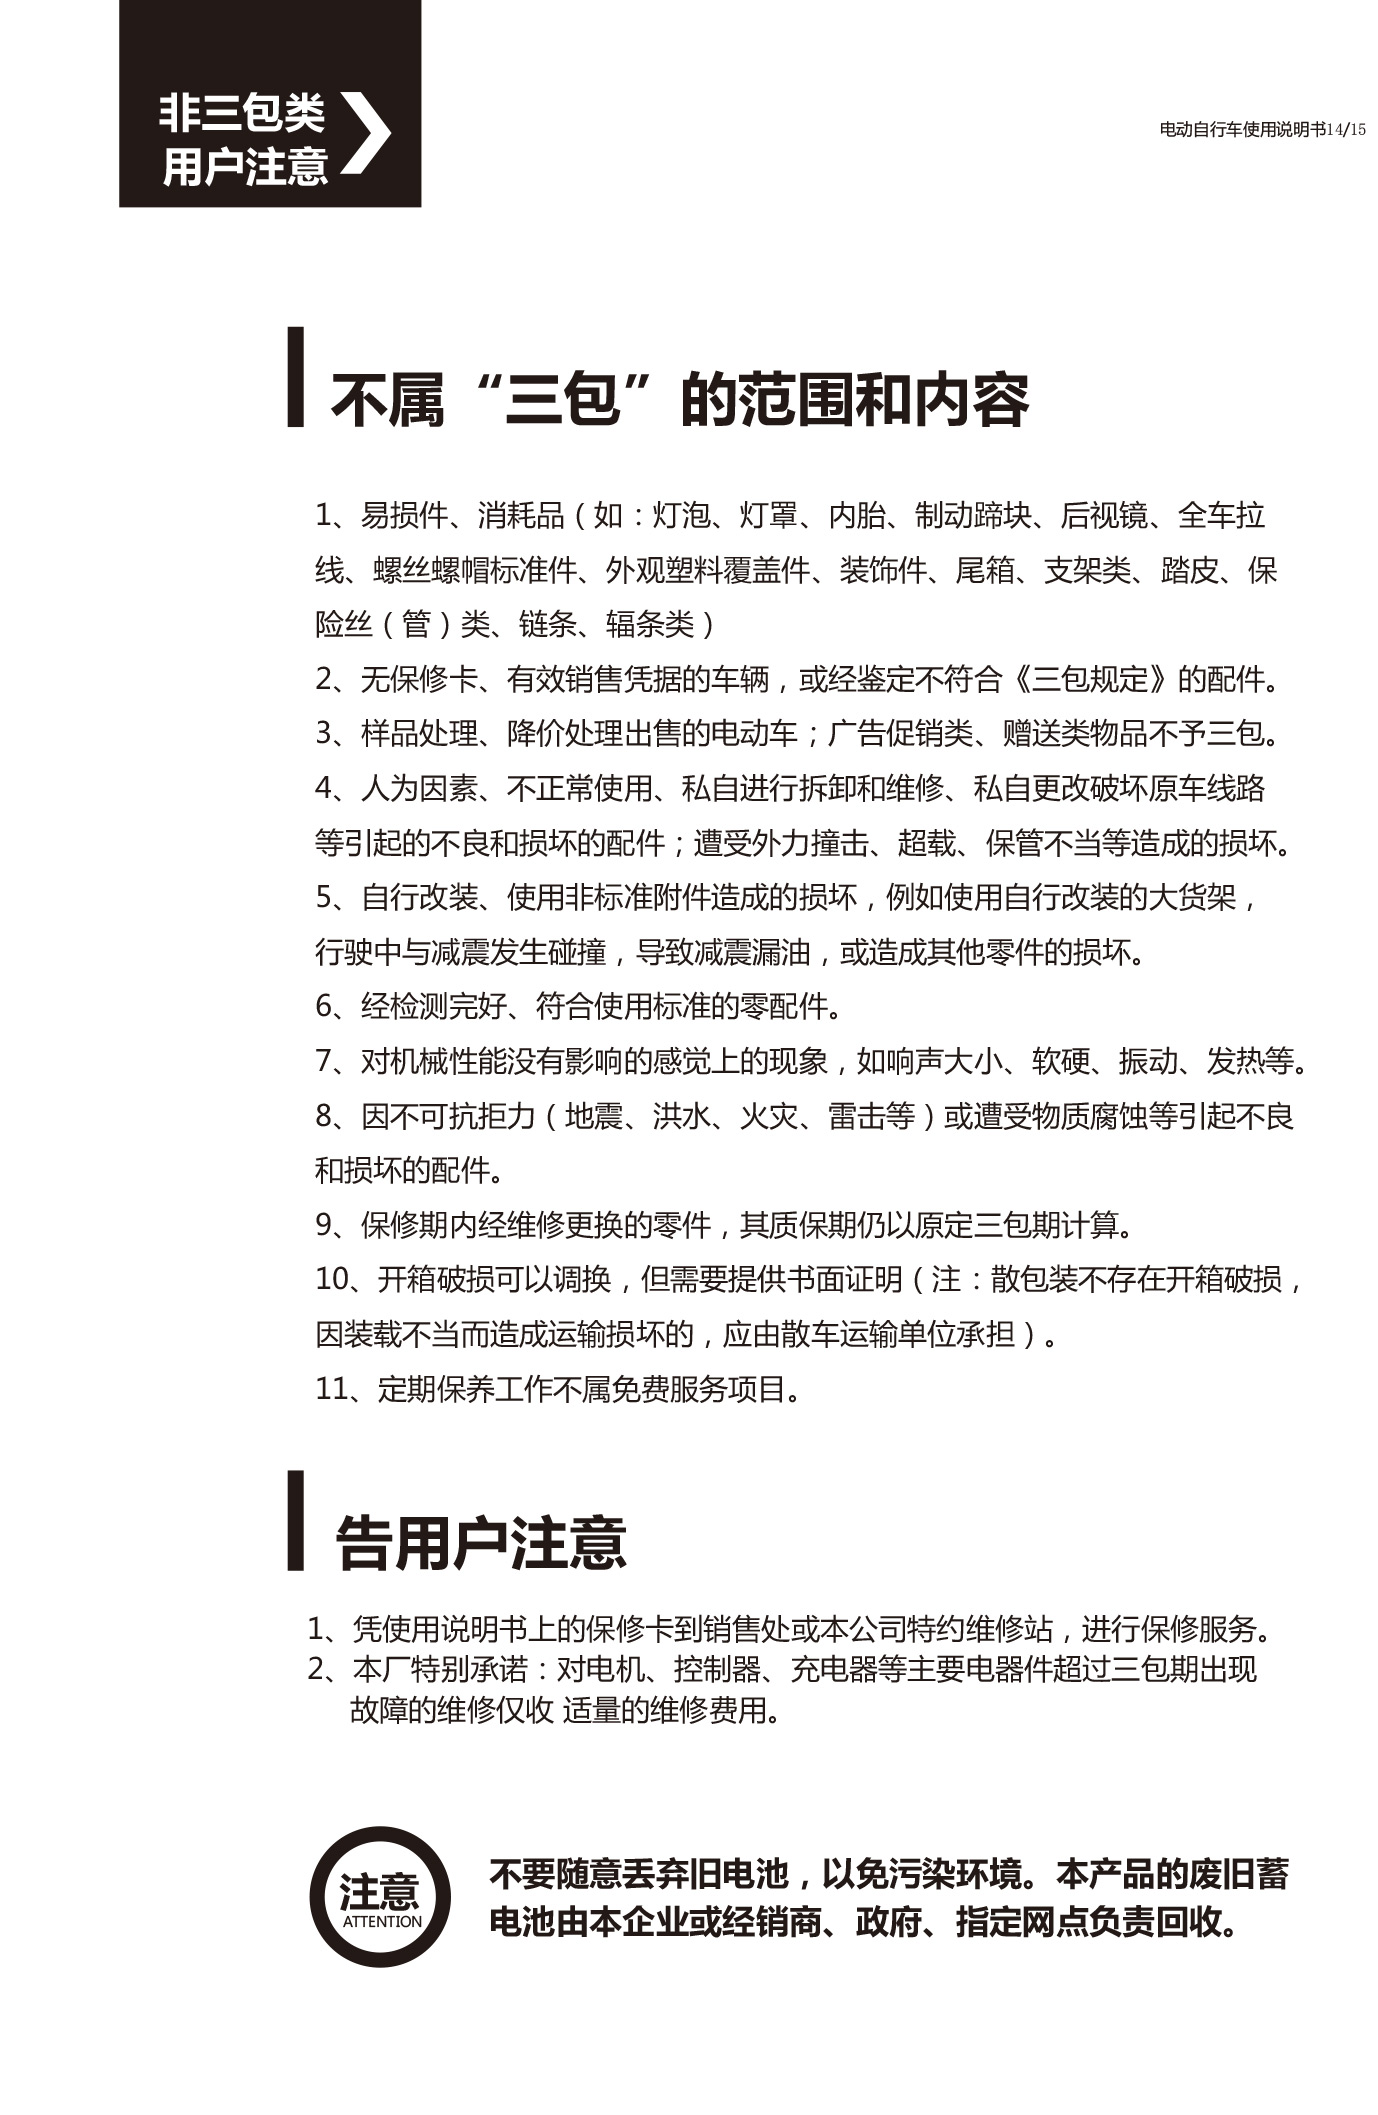 非三包类
用户注意
电动自行车使用说明书14/15
不属“三包”的范围和内容
1、易损件、消耗品（如：灯泡、灯罩、内胎、制动蹄块、后视镜、全车拉
线、螺丝螺帽标准件、外观塑料覆盖件、装饰件、尾箱、支架类、踏皮、保
险丝（管）类、链条、辐条类）
2、无保修卡、有效销售凭据的车辆，或经鉴定不符合《三包规定》的配件。
3、样品处理、降价处理出售的电动车；广告促销类、赠送类物品不予三包。
4、人为因素、不正常使用、私自进行拆卸和维修、私自更改破坏原车线路
等引起的不良和损坏的配件；遭受外力撞击、超载、保管不当等造成的损坏。
5、自行改装、使用非标准附件造成的损坏，例如使用自行改装的大货架，
行驶中与减震发生碰撞，导致减震漏油，或造成其他零件的损坏。
6、经检测完好、符合使用标准的零配件。
7、对机械性能没有影响的感觉上的现象，如响声大小、软硬、振动、发热等。
8、因不可抗拒力（地震、洪水、火灾、雷击等）或遭受物质腐蚀等引起不良
和损坏的配件。
9、保修期内经维修更换的零件，其质保期仍以原定三包期计算。
10、开箱破损可以调换，但需要提供书面证明（注：散包装不存在开箱破损，
因装载不当而造成运输损坏的，应由散车运输单位承担）。
11、定期保养工作不属免费服务项目。
告用户注意
1、凭使用说明书上的保修卡到销售处或本公司特约维修站，进行保修服务。
2、本厂特别承诺：对电机、控制器、充电器等主要电器件超过三包期出现
故障的维修仅收 适量的维修费用。
注意
ATTENTION
不要随意丢弃旧电池，以免污染环境。本产品的废旧蓄
电池由本企业或经销商、政府、指定网点负责回收。